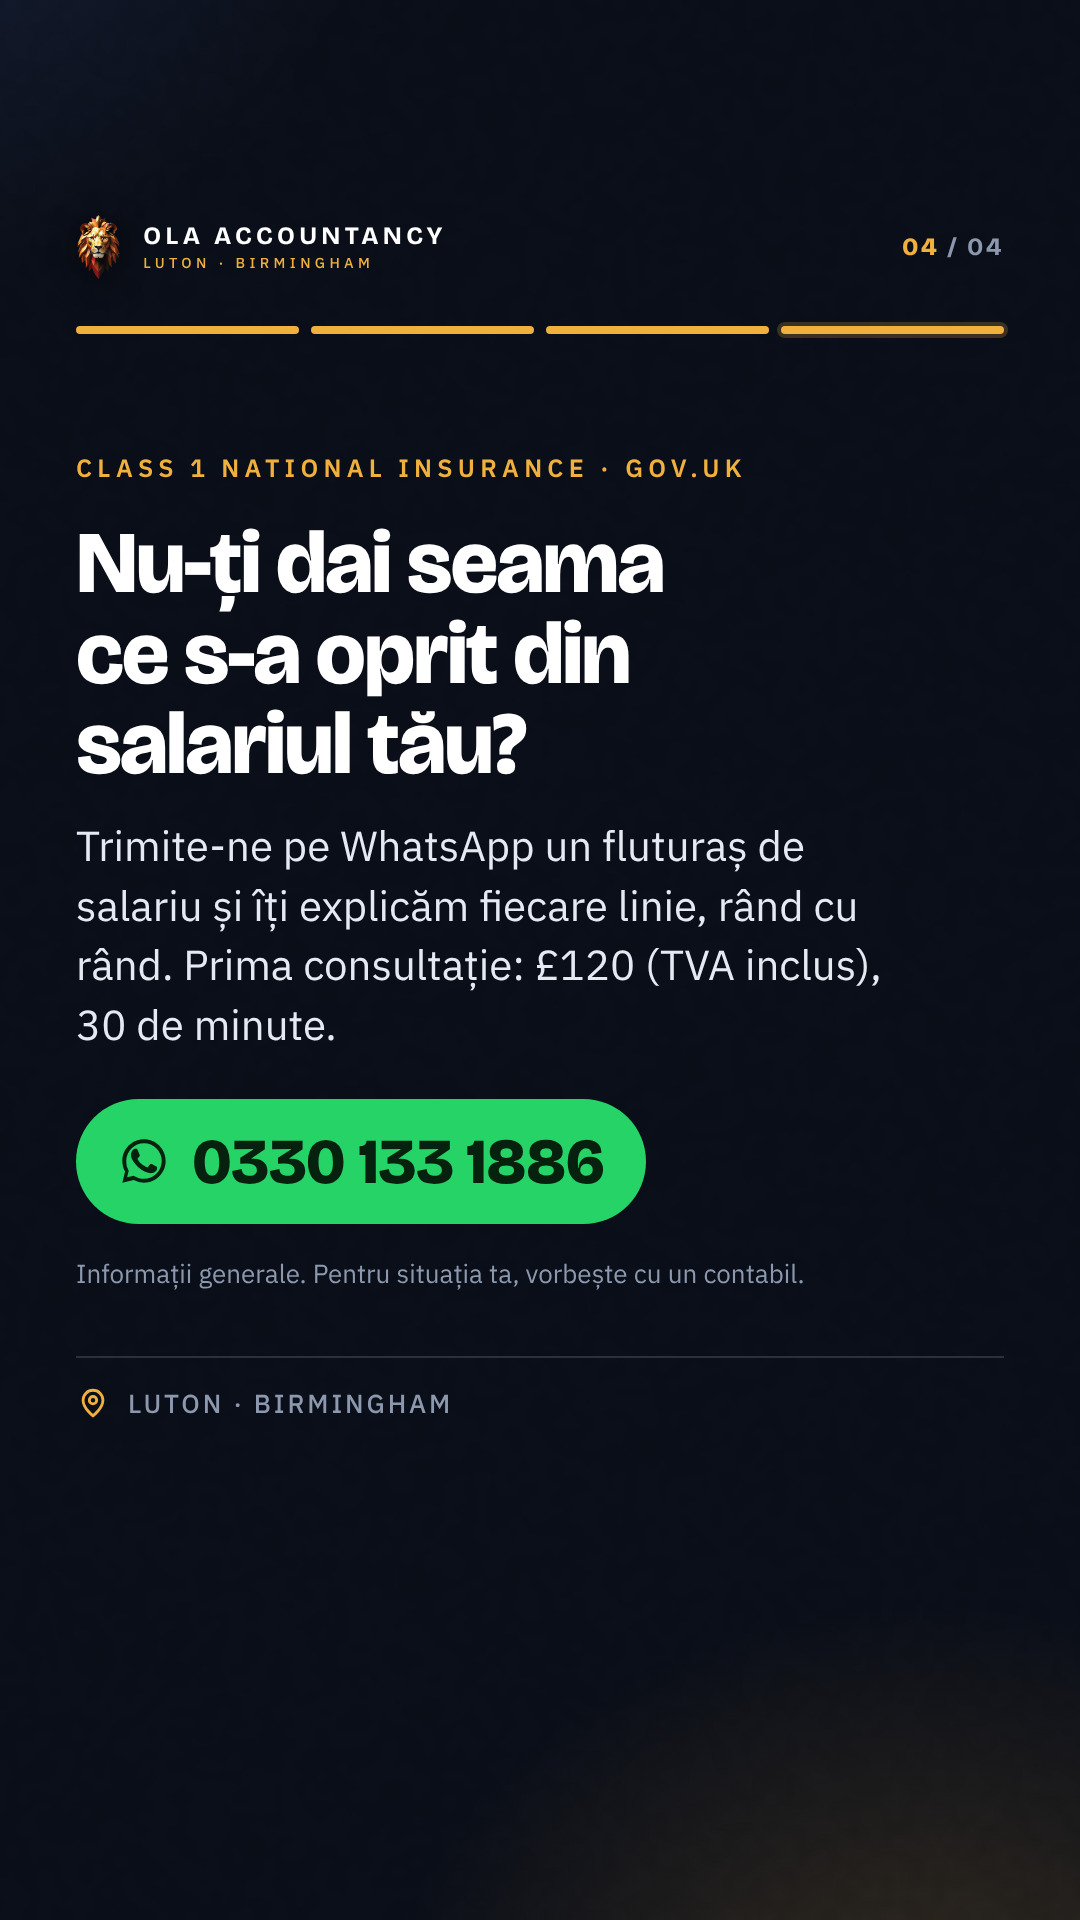 OLA ACCOUNTANCY
LUTON · BIRMINGHAM
04 / 04
CLASS 1 NATIONAL INSURANCE · GOV.UK
Nu-ți dai seama
ce s-a oprit din
salariul tău?
Trimite-ne pe WhatsApp un fluturaș de
salariu și îți explicăm fiecare linie, rând cu
rând. Prima consultație: £120 (TVA inclus),
30 de minute.
0330 133 1886
Informații generale. Pentru situația ta, vorbește cu un contabil.
LUTON · BIRMINGHAM